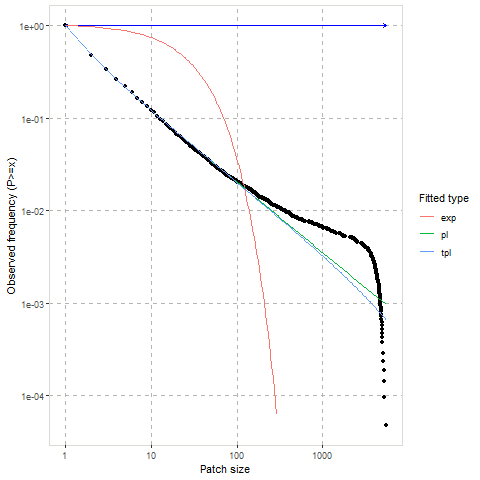 1e+00
1e-01
1e-02
1e-03
1e-04
Observed frequency (P>=x)
1
10
100
1000
Patch size
Fitted type
exp
pl
tpl